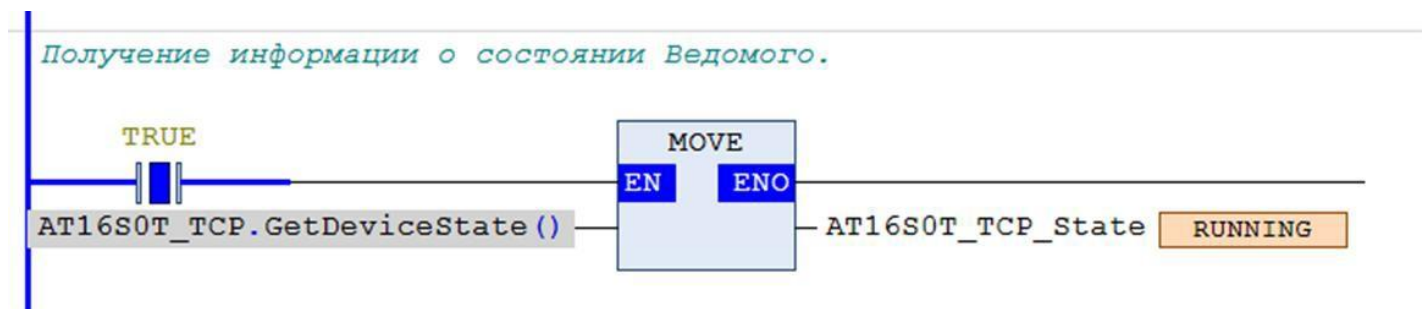 Получение информации о состоянии Ведомого.
TRUE
MOVE
EN ENO
AT16S0T_TCP.GetDeviceState() AT16S0T_TCP_State RUNNING